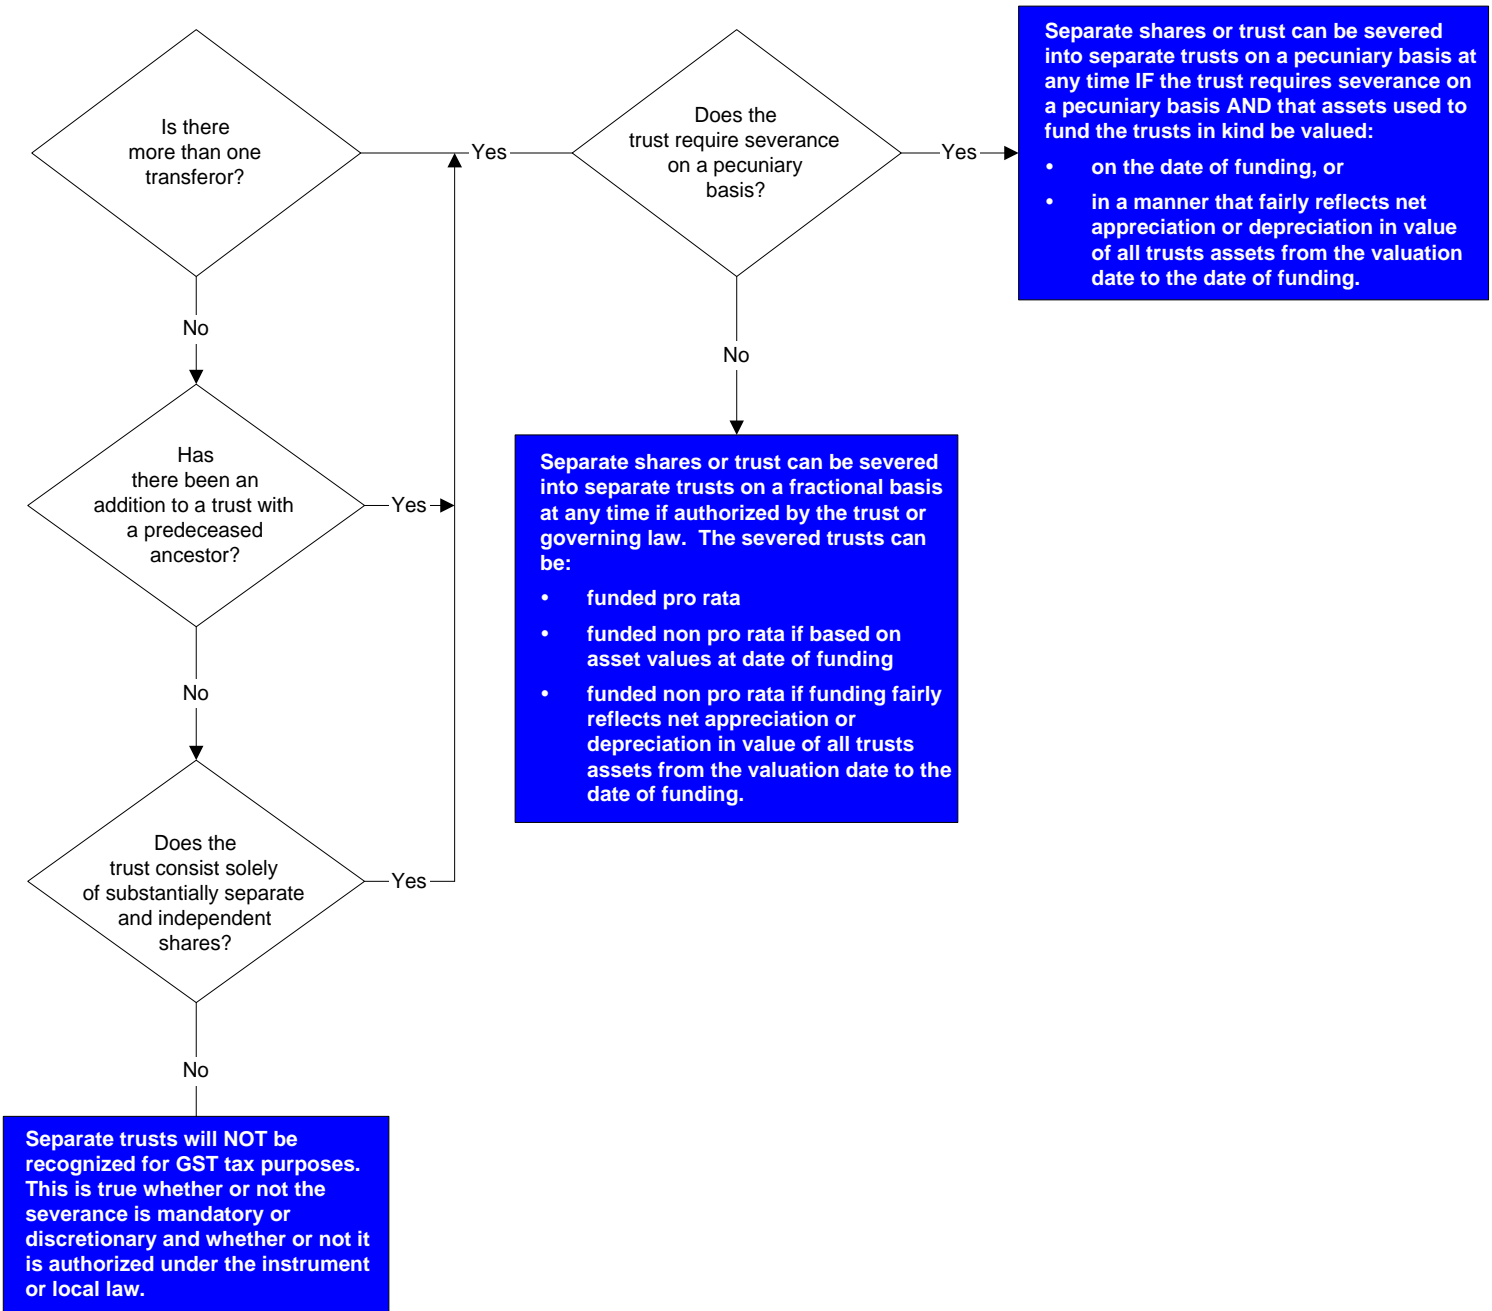 Is there
more than one
transferor?
Yes
Does the
trust require severance
on a pecuniary
basis?
Yes
Separate shares or trust can be severed
into separate trusts on a pecuniary basis at
any time IF the trust requires severance on
a pecuniary basis AND that assets used to
fund the trusts in kind be valued:
• on the date of funding, or
• in a manner that fairly reflects net
appreciation or depreciation in value
of all trusts assets from the valuation
date to the date of funding.
No
No
Has
there been an
addition to a trust with
a predeceased
ancestor?
Yes
Separate shares or trust can be severed
into separate trusts on a fractional basis
at any time if authorized by the trust or
governing law. The severed trusts can
be:
• funded pro rata
• funded non pro rata if based on
asset values at date of funding
• funded non pro rata if funding fairly
reflects net appreciation or
depreciation in value of all trusts
assets from the valuation date to the
date of funding.
No
Does the
trust consist solely
of substantially separate
and independent
shares?
Yes
No
Separate trusts will NOT be
recognized for GST tax purposes.
This is true whether or not the
severance is mandatory or
discretionary and whether or not it
is authorized under the instrument
or local law.